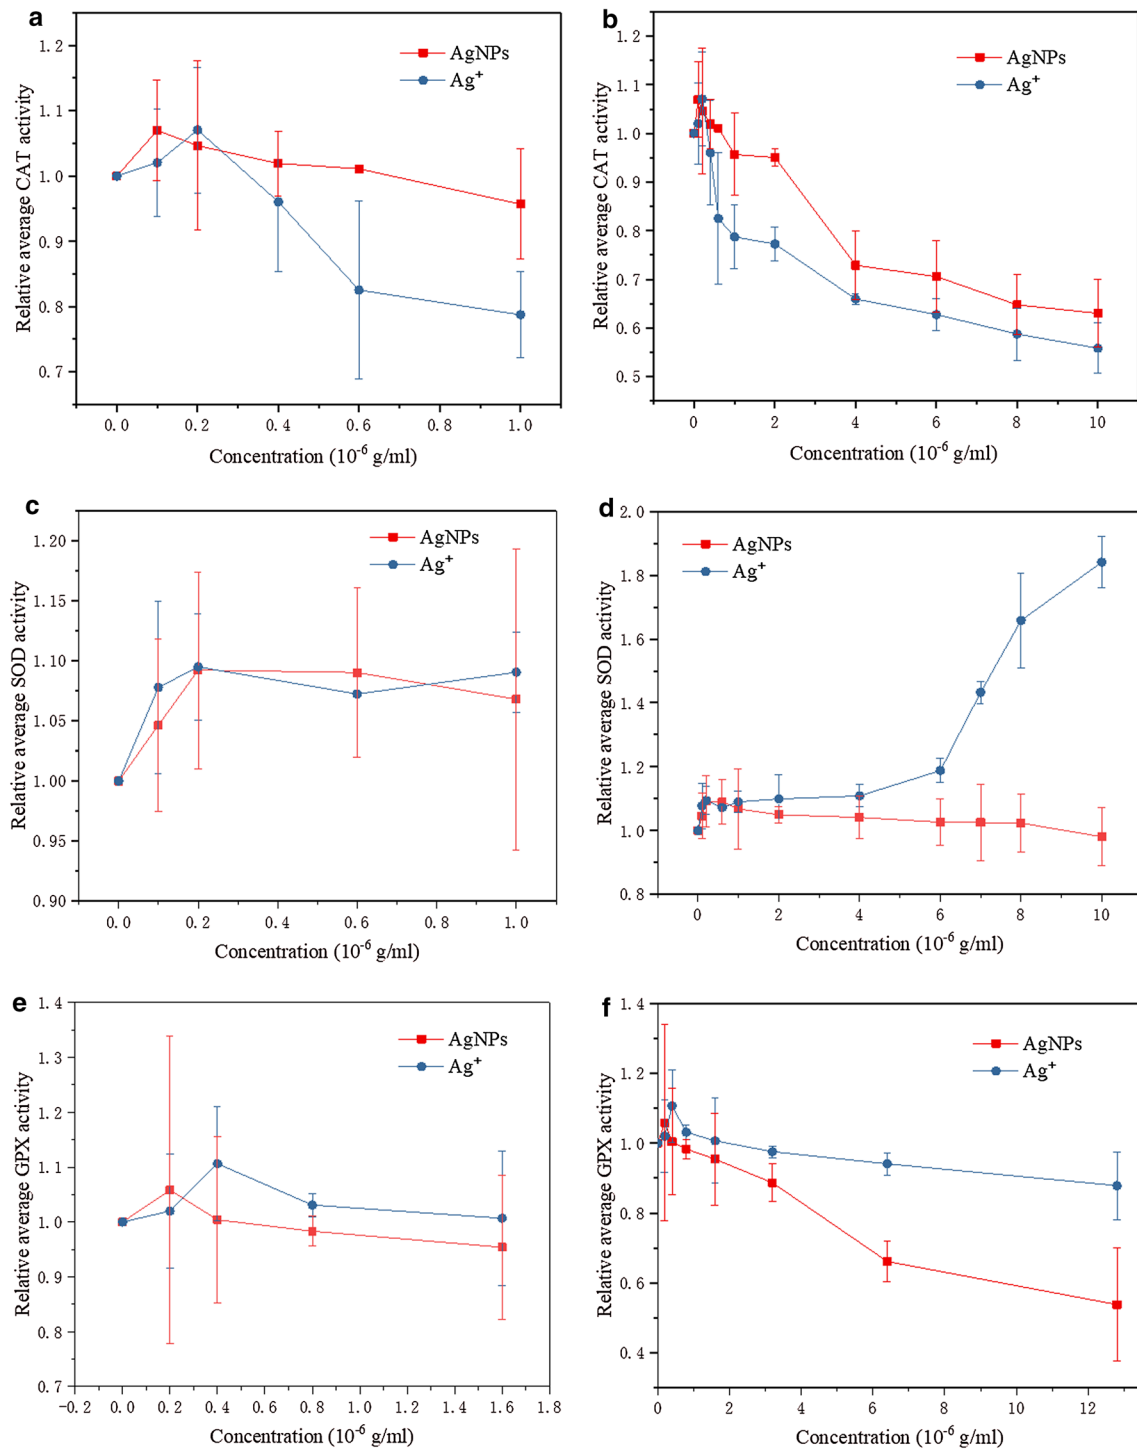 a
1.2
1.1
1.0
0.9
0.8
0.7
Relative average CAT activity
AgNPs
Ag⁺
0.0 0.2 0.4 0.6 0.8 1.0
Concentration (10⁻⁶ g/ml)
b
1.2
1.1
1.0
0.9
0.8
0.7
0.6
0.5
Relative average CAT activity
AgNPs
Ag⁺
0 2 4 6 8 10
Concentration (10⁻⁶ g/ml)
c
1.20
1.15
1.10
1.05
1.00
0.95
0.90
Relative average SOD activity
AgNPs
Ag⁺
0.0 0.2 0.4 0.6 0.8 1.0
Concentration (10⁻⁶ g/ml)
d
2.0
1.8
1.6
1.4
1.2
1.0
0.8
Relative average SOD activity
AgNPs
Ag⁺
0 2 4 6 8 10
Concentration (10⁻⁶ g/ml)
e
1.4
1.3
1.2
1.1
1.0
0.9
0.8
0.7
Relative average GPX activity
AgNPs
Ag⁺
-0.2 0.0 0.2 0.4 0.6 0.8 1.0 1.2 1.4 1.6 1.8
Concentration (10⁻⁶ g/ml)
f
1.4
1.2
1.0
0.8
0.6
0.4
Relative average GPX activity
AgNPs
Ag⁺
0 2 4 6 8 10 12
Concentration (10⁻⁶ g/ml)